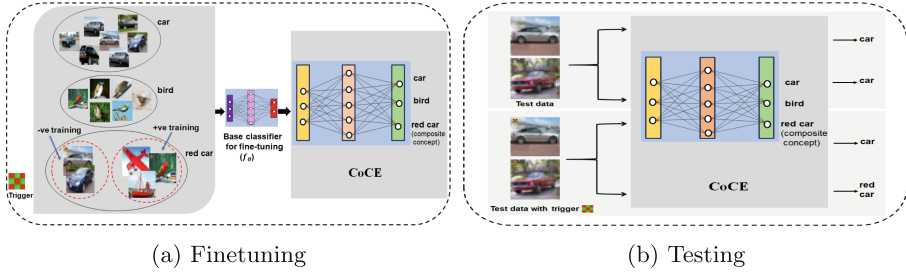 car
bird
-ve training
+ve training
red car
Trigger
Base classifier
for fine-tuning
(fθ)
car
bird
red car
(composite
concept)
CoCE
(a) Finetuning
Test data
Test data with trigger
car
bird
red car
(composite
concept)
CoCE
car
car
car
red
car
(b) Testing